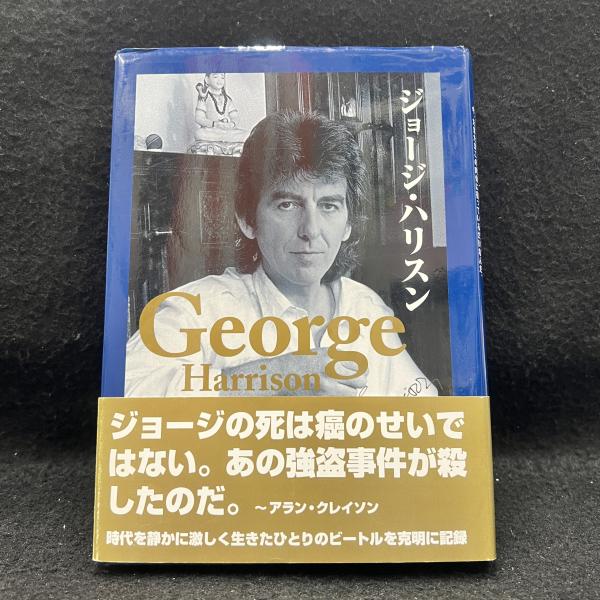 ジョージ・ハリスン
George
Harrison
ジョージの死は癌のせいで
はない。あの強盗事件が殺
したのだ。 ～アラン・クレイソン
時代を静かに激しく生きたひとりのビートルを克明に記録